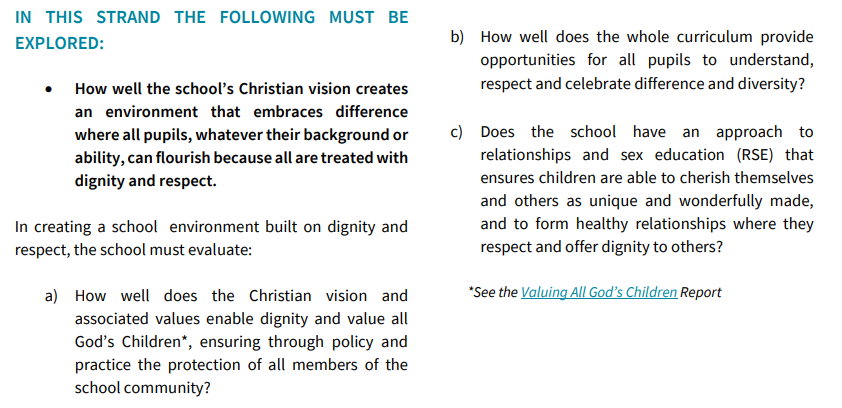 IN THIS STRAND THE FOLLOWING MUST BE
EXPLORED:
• How well the school's Christian vision creates
an environment that embraces difference
where all pupils, whatever their background or
ability, can flourish because all are treated with
dignity and respect.
In creating a school environment built on dignity and
respect, the school must evaluate:
a) How well does the Christian vision and
associated values enable dignity and value all
God's Children*, ensuring through policy and
practice the protection of all members of the
school community?
b) How well does the whole curriculum provide
opportunities for all pupils to understand,
respect and celebrate difference and diversity?
c) Does the school have an approach to
relationships and sex education (RSE) that
ensures children are able to cherish themselves
and others as unique and wonderfully made,
and to form healthy relationships where they
respect and offer dignity to others?
*See the Valuing All God's Children Report